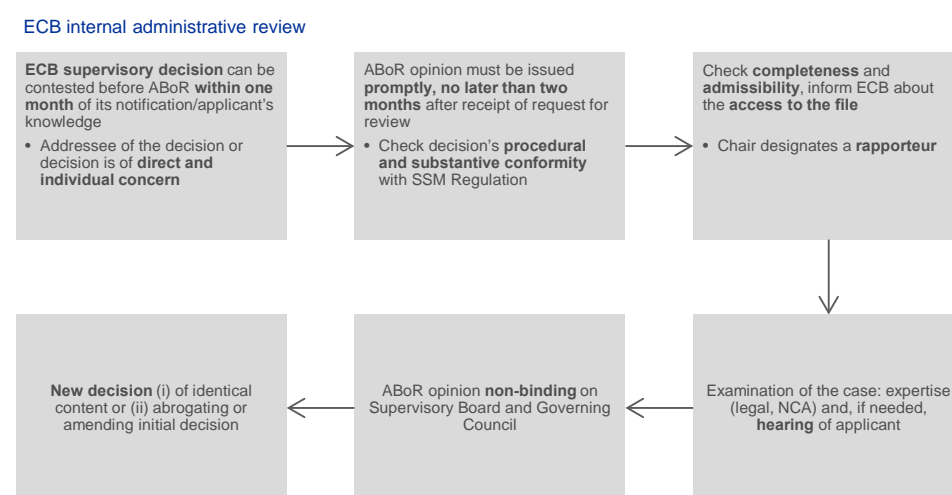 ECB internal administrative review
ECB supervisory decision can be
contested before ABoR within one
month of its notification/applicant's
knowledge
• Addressee of the decision or
decision is of direct and
individual concern
ABoR opinion must be issued
promptly, no later than two
months after receipt of request for
review
• Check decision's procedural
and substantive conformity
with SSM Regulation
Check completeness and
admissibility, inform ECB about
the access to the file
• Chair designates a rapporteur
Examination of the case: expertise
(legal, NCA) and, if needed,
hearing of applicant
ABoR opinion non-binding on
Supervisory Board and Governing
Council
New decision (i) of identical
content or (ii) abrogating or
amending initial decision